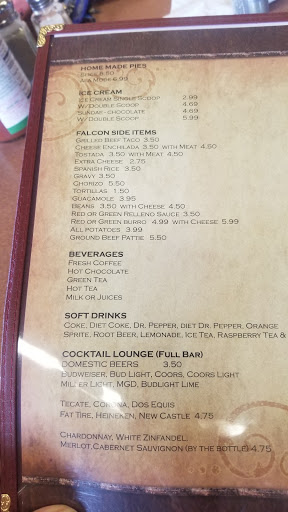 HOME MADE PIES
ICE CREAM
ICE CREAM SINGLE SCOOP 2.99
W/DOUBLE SCOOP 4.69
SUNDAY - CHOCOLATE 4.69
W/DOUBLE SCOOP 5.99
FALCON SIDE ITEMS
GRILLED BEEF TACO 3.50
CHEESE ENCHILADA 3.50 WITH MEAT 4.50
TOSTADA 3.50 WITH MEAT 4.50
EXTRA CHEESE 2.75
SPANISH RICE 3.50
GRAVY 3.50
CHORIZO 5.50
TORTILLAS 1.50
GUACAMOLE 3.95
BEANS 3.50 WITH CHEESE 4.50
RED OR GREEN RELLENO SAUCE 3.50
RED OR GREEN BURRO 4.99 WITH CHEESE 5.99
ALL POTATOES 3.99
GROUND BEEF PATTIE 5.50
BEVERAGES
FRESH COFFEE
HOT CHOCOLATE
GREEN TEA
HOT TEA
MILK OR JUICES
SOFT DRINKS
COKE, DIET COKE, DR. PEPPER, DIET DR. PEPPER, ORANGE
SPRITE, ROOT BEER, LEMONADE, ICE TEA, RASPBERRY TEA &
COCKTAIL LOUNGE (FULL BAR)
DOMESTIC BEERS 3.50
BUDWEISER, BUD LIGHT, COORS, COORS LIGHT
MILLER LIGHT, MGD, BUDLIGHT LIME
TECATE, CORONA, DOS EQUIS
FAT TIRE, HEINEKEN, NEW CASTLE 4.75
CHARDONNAY, WHITE ZINFANDEL,
MERLOT, CABERNET SAUVIGNON (BY THE BOTTLE) 4.75